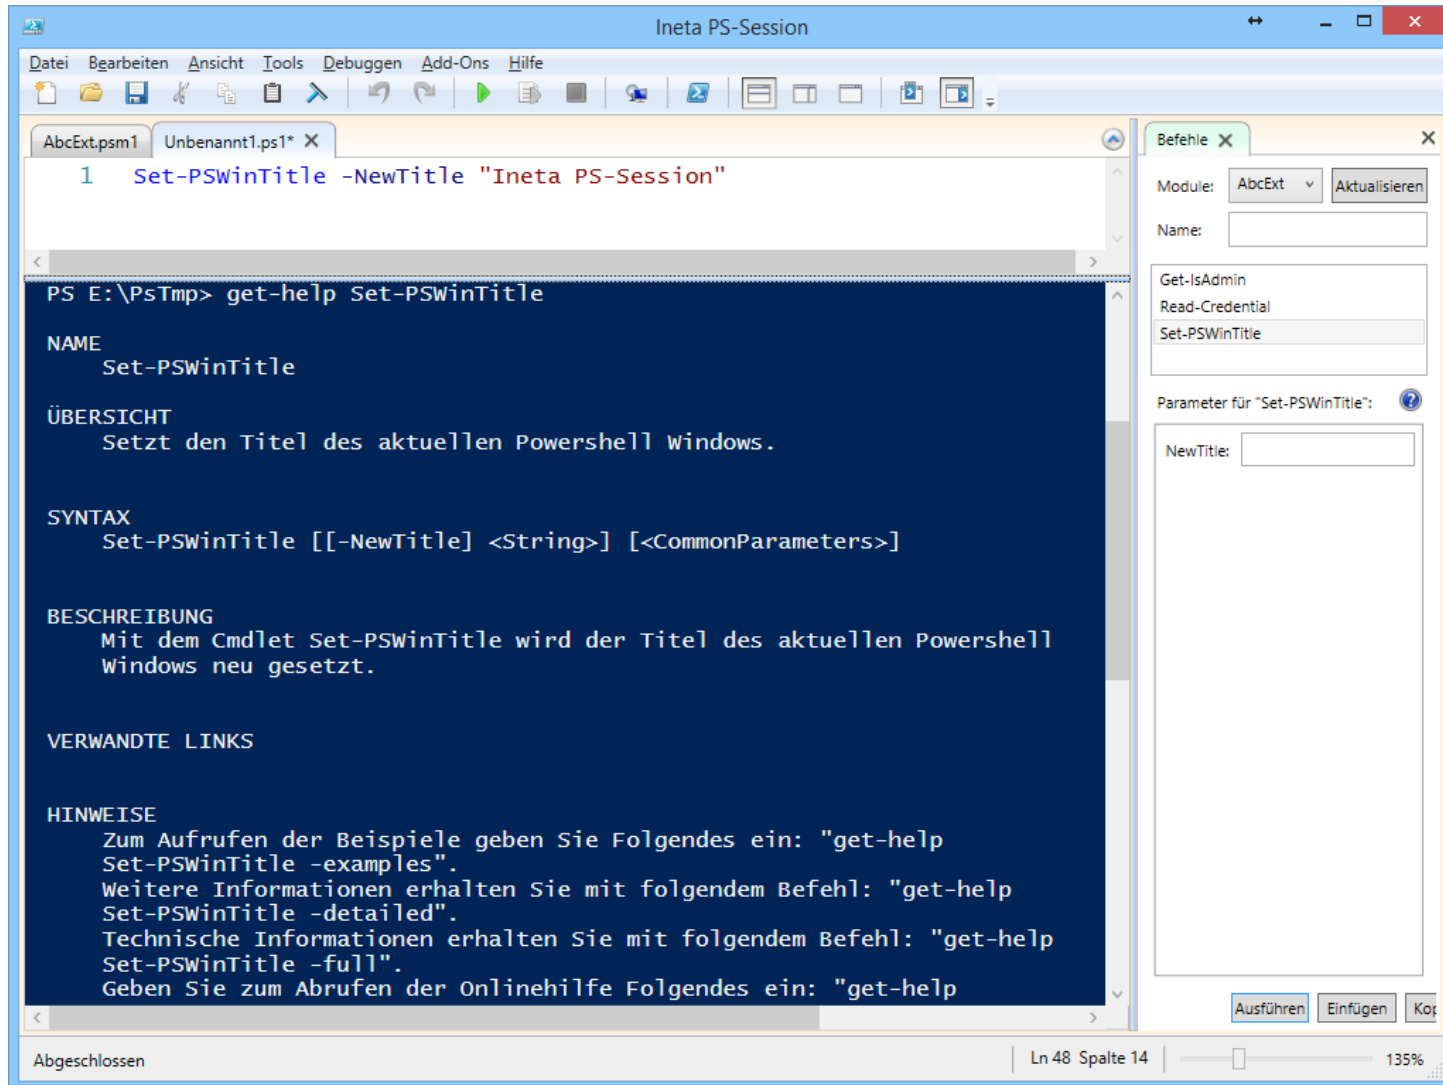 Ineta PS-Session
Datei Bearbeiten Ansicht Tools Debuggen Add-Ons Hilfe
AbcExt.psm1 Unbenannt1.ps1*
1 Set-PSWinTitle -NewTitle "Ineta PS-Session"
PS E:\PsTmp> get-help Set-PSWinTitle
NAME
Set-PSWinTitle
ÜBERSICHT
Setzt den Titel des aktuellen Powershell Windows.
SYNTAX
Set-PSWinTitle [[-NewTitle] <String>] [<CommonParameters>]
BESCHREIBUNG
Mit dem Cmdlet Set-PSWinTitle wird der Titel des aktuellen Powershell
Windows neu gesetzt.
VERWANDTE LINKS
HINWEISE
Zum Aufrufen der Beispiele geben Sie Folgendes ein: "get-help
Set-PSWinTitle -examples".
Weitere Informationen erhalten Sie mit folgendem Befehl: "get-help
Set-PSWinTitle -detailed".
Technische Informationen erhalten Sie mit folgendem Befehl: "get-help
Set-PSWinTitle -full".
Geben Sie zum Abrufen der Onlinehilfe Folgendes ein: "get-help
Befehle
Module: AbcExt Aktualisieren
Name:
Get-IsAdmin
Read-Credential
Set-PSWinTitle
Parameter für "Set-PSWinTitle":
NewTitle:
Ausführen Einfügen Kop
Abgeschlossen Ln 48 Spalte 14 135%